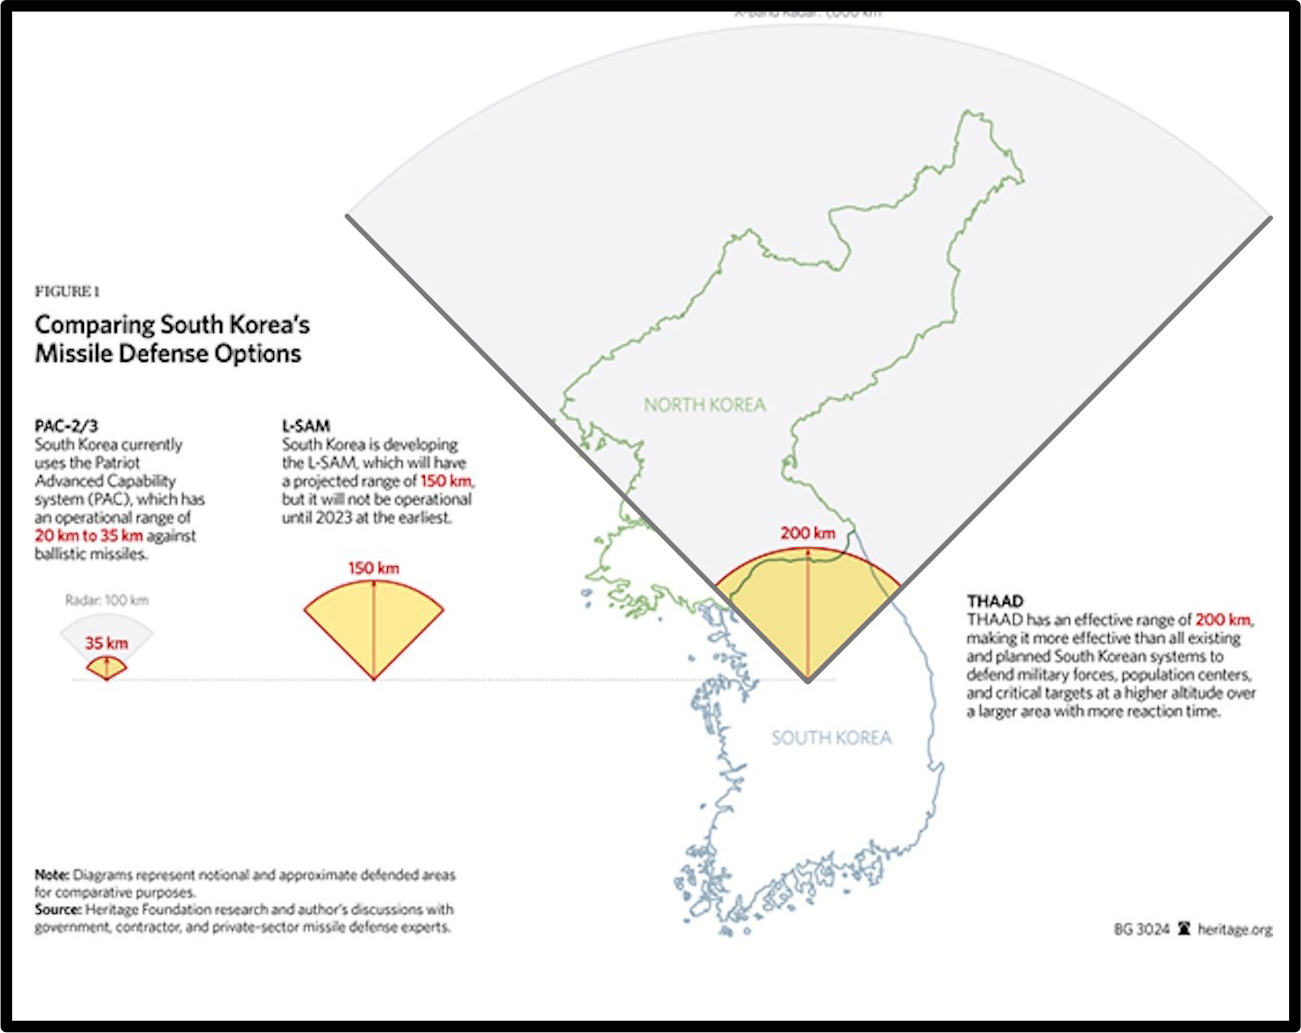 X-Band Radar: 1,000 km
FIGURE 1
Comparing South Korea's
Missile Defense Options
PAC-2/3
South Korea currently
uses the Patriot
Advanced Capability
system (PAC), which has
an operational range of
20 km to 35 km against
ballistic missiles.
L-SAM
South Korea is developing
the L-SAM, which will have
a projected range of 150 km,
but it will not be operational
until 2023 at the earliest.
Radar: 100 km
35 km
150 km
NORTH KOREA
200 km
SOUTH KOREA
THAAD
THAAD has an effective range of 200 km,
making it more effective than all existing
and planned South Korean systems to
defend military forces, population centers,
and critical targets at a higher altitude over
a larger area with more reaction time.
Note: Diagrams represent notional and approximate defended areas
for comparative purposes.
Source: Heritage Foundation research and author's discussions with
government, contractor, and private-sector missile defense experts.
BG 3024 heritage.org